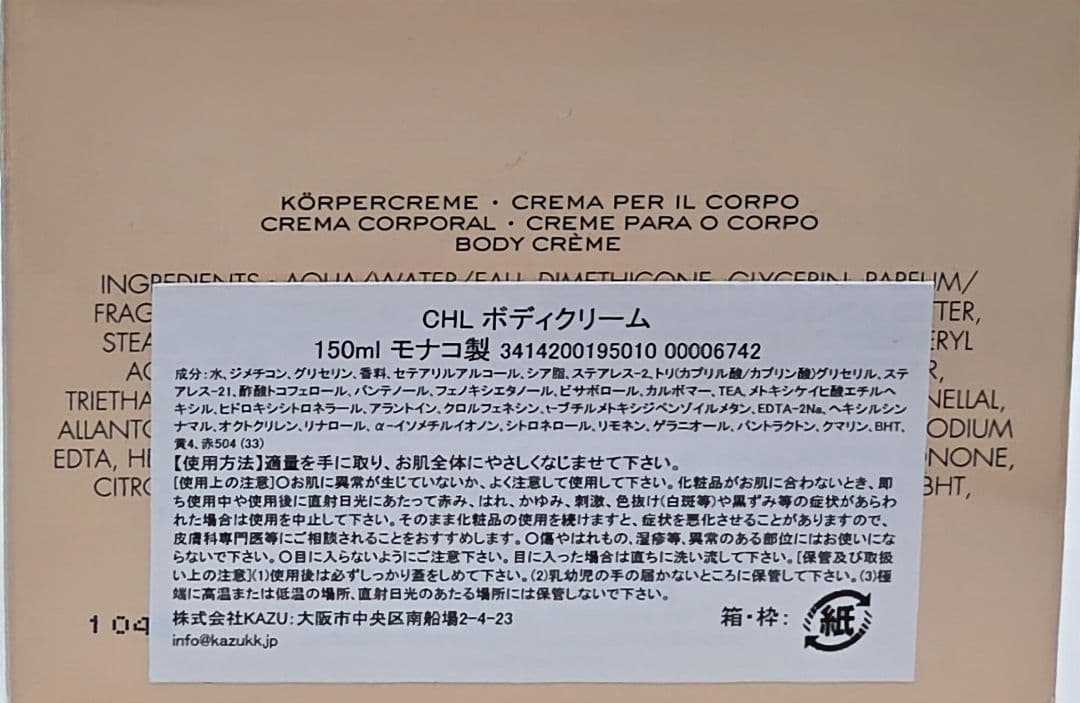 KÖRPERCREME · CREMA PER IL CORPO
CREMA CORPORAL · CREME PARA O CORPO
BODY CRÈME
INGREDIENTS · AQUA/WATER/EAU, DIMETHICONE, GLYCERIN, PARFUM/
CHL ボディクリーム
150ml モナコ製 3414200195010 00006742
成分:水、ジメチコン、グリセリン、香料、セテアリルアルコール、シア脂、ステアレス-2、トリ(カプリル酸/カプリン酸)グリセリル、ステ
アレス-21、酢酸トコフェロール、パンテノール、フェノキシエタノール、ビサボロール、カルボマー、TEA、メトキシケイヒ酸エチルヘ
キシル、ヒドロキシシトロネラール、アラントイン、クロルフェネシン、t-ブチルメトキシジベンゾイルメタン、EDTA-2Na、ヘキシルシン
ナマル、オクトクリレン、リナロール、α-イソメチルイオノン、シトロネロール、リモネン、ゲラニオール、パントラクトン、クマリン、BHT、
黄4、赤504 (33)
【使用方法】適量を手に取り、お肌全体にやさしくなじませて下さい。
[使用上の注意]〇お肌に異常が生じていないか、よく注意して使用して下さい。化粧品がお肌に合わないとき、即
ち使用中や使用後に直射日光にあたって赤み、はれ、かゆみ、刺激、色抜け(白斑等)や黒ずみ等の症状があらわ
れた場合は使用を中止して下さい。そのまま化粧品の使用を続けますと、症状を悪化させることがありますので、
皮膚科専門医等にご相談されることをおすすめします。〇傷やはれもの、湿疹等、異常のある部位にはお使いにな
らないで下さい。〇目に入らないようにご注意下さい。目に入った場合は直ちに洗い流して下さい。[保管及び取扱
い上の注意](1)使用後は必ずしっかり蓋をしめて下さい。(2)乳幼児の手の届かないところに保管して下さい。(3)極
端に高温または低温の場所、直射日光のあたる場所には保管しないで下さい。
株式会社KAZU:大阪市中央区南船場2-4-23
info@kazukk.jp
箱・枠: 紙
FRAG
TTER,
STEA
ERYL
TRIETHA
NELLAL,
ALLANTO
ODIUM
EDTA, HE
ONONE,
CITRO
BHT,
104